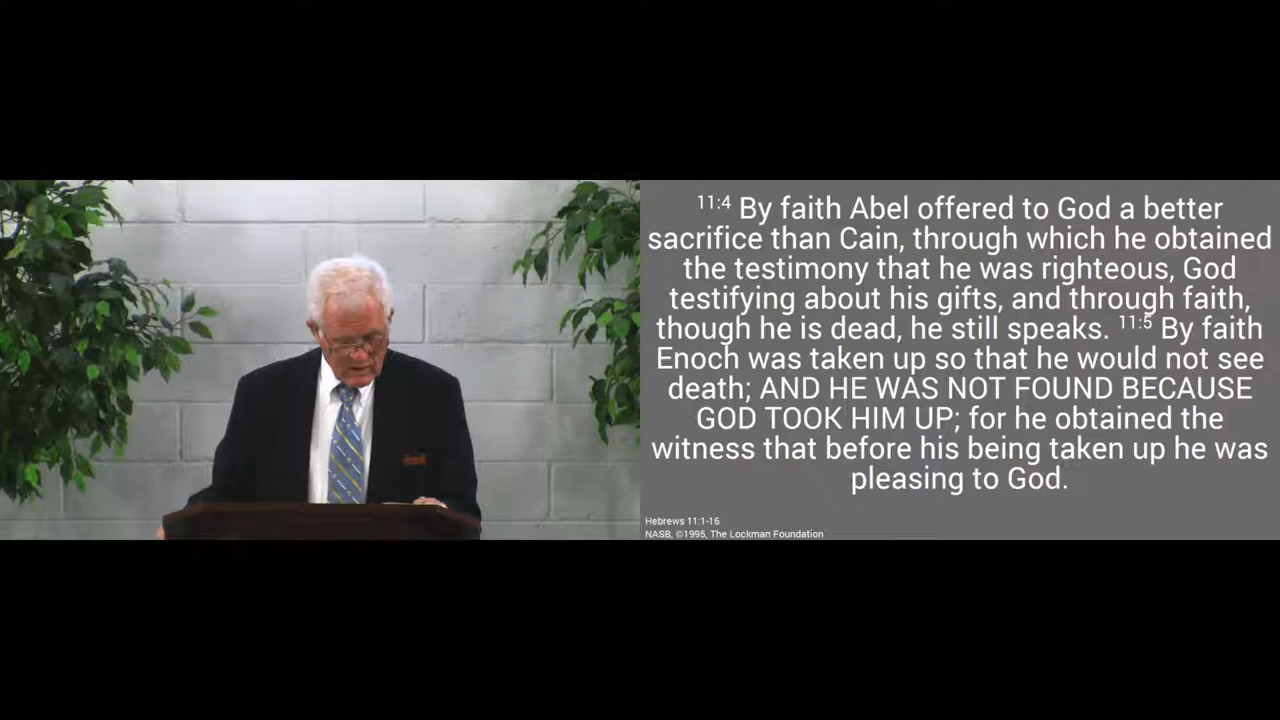 11:4 By faith Abel offered to God a better
sacrifice than Cain, through which he obtained
the testimony that he was righteous, God
testifying about his gifts, and through faith,
though he is dead, he still speaks. 11:5 By faith
Enoch was taken up so that he would not see
death; AND HE WAS NOT FOUND BECAUSE
GOD TOOK HIM UP; for he obtained the
witness that before his being taken up he was
pleasing to God.
Hebrews 11:1-16
NASB, ©1995, The Lockman Foundation